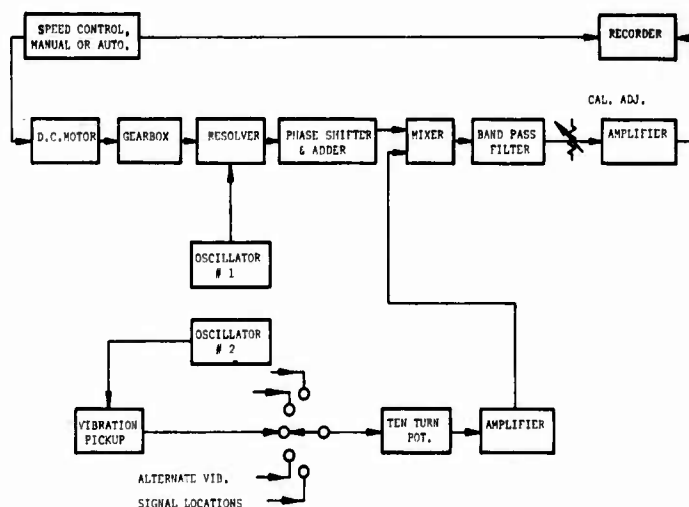 SPEED CONTROL,
MANUAL OR AUTO.
RECORDER
CAL. ADJ.
D.C. MOTOR
GEARBOX
RESOLVER
PHASE SHIFTER
& ADDER
MIXER
BAND PASS
FILTER
AMPLIFIER
OSCILLATOR
# 1
OSCILLATOR
# 2
VIBRATION
PICKUP
TEN TURN
POT.
AMPLIFIER
ALTERNATE VIB.
SIGNAL LOCATIONS